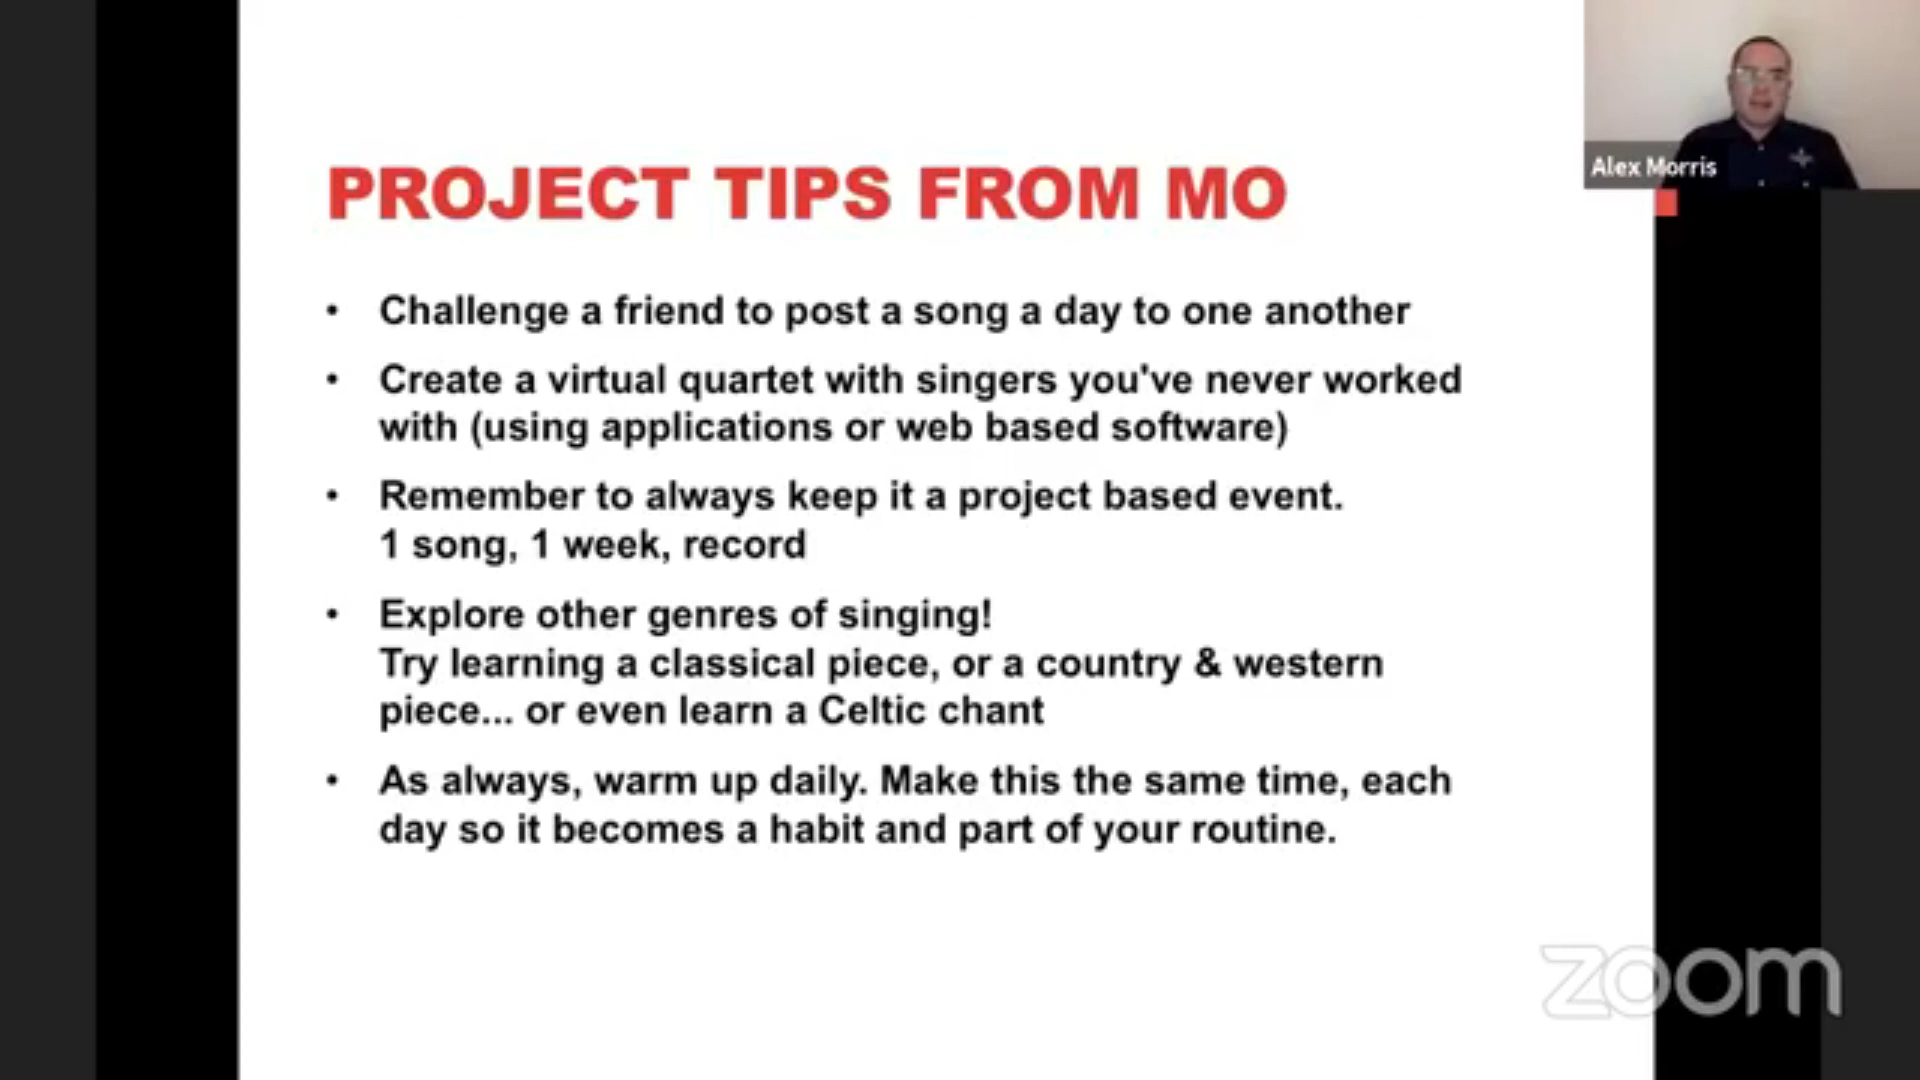 PROJECT TIPS FROM MO
• Challenge a friend to post a song a day to one another
• Create a virtual quartet with singers you've never worked
with (using applications or web based software)
• Remember to always keep it a project based event.
1 song, 1 week, record
• Explore other genres of singing!
Try learning a classical piece, or a country & western
piece... or even learn a Celtic chant
• As always, warm up daily. Make this the same time, each
day so it becomes a habit and part of your routine.
Alex Morris
zoom